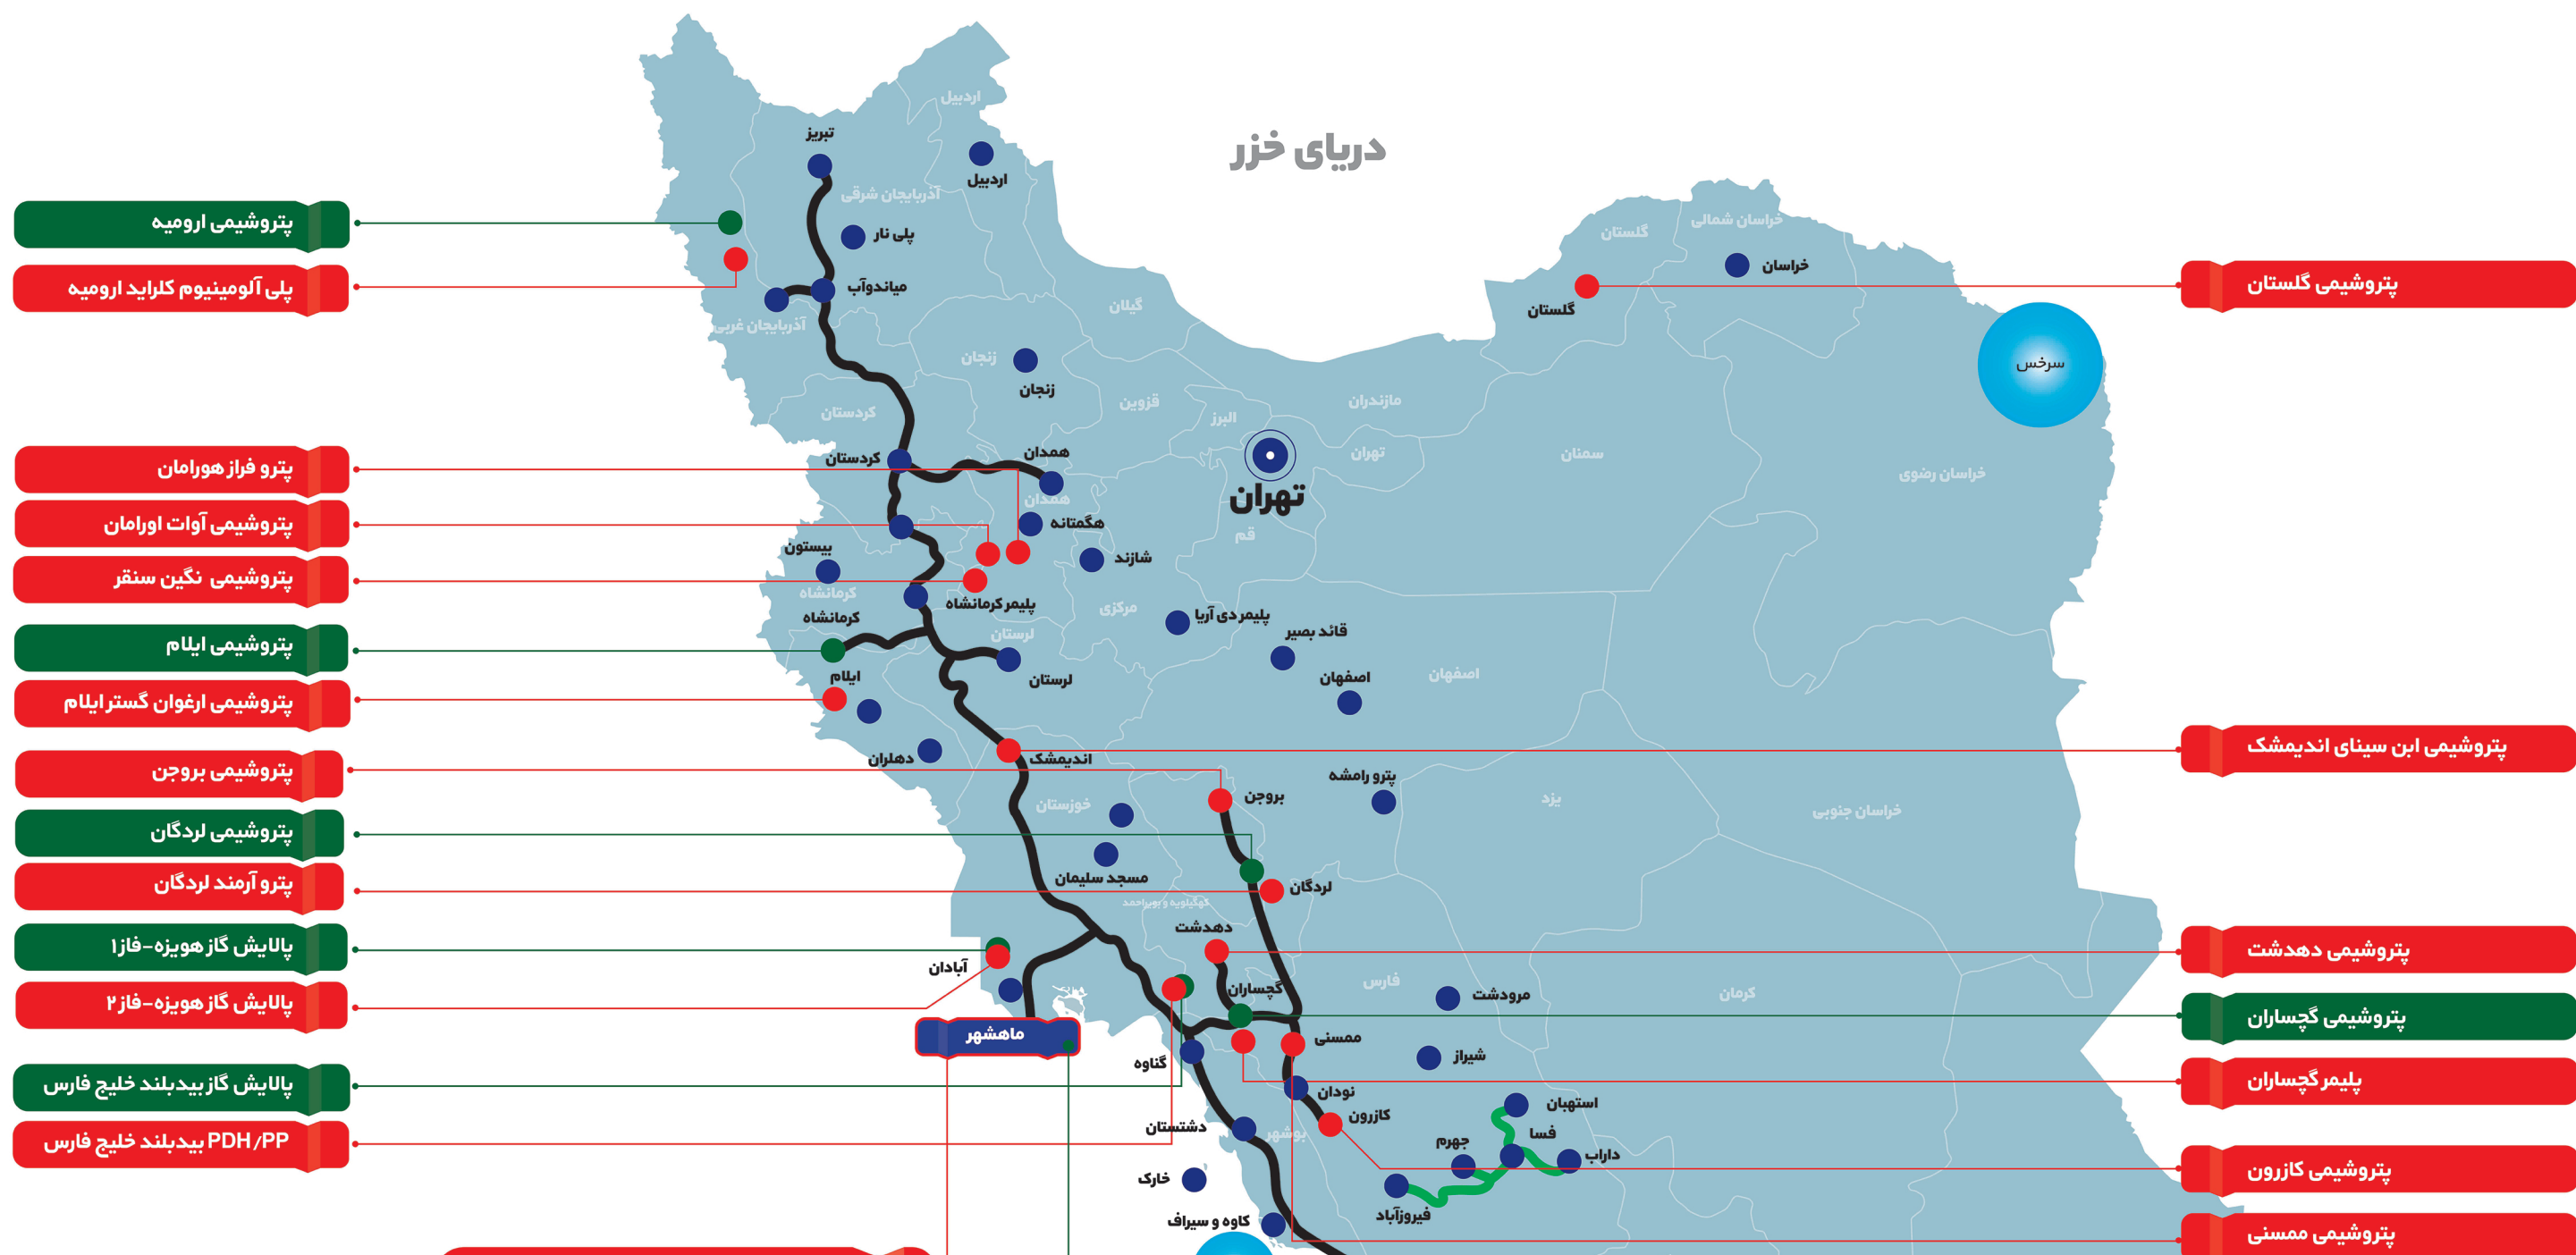 دریای خزر
پتروشیمی ارومیه
پلی آلومینیوم کلراید ارومیه
پترو فراز هورامان
پتروشیمی آوات اورامان
پتروشیمی نگین سنقر
پتروشیمی ایلام
پتروشیمی ارغوان گستر ایلام
پتروشیمی بروجن
پتروشیمی لردگان
پترو آرمند لردگان
پالایش گاز هویزه-فاز۱
پالایش گاز هویزه-فاز۲
پالایش گاز بیدبلند خلیج فارس
PDH/PP بیدبلند خلیج فارس
پتروشیمی گلستان
پتروشیمی ابن سینای اندیمشک
پتروشیمی دهدشت
پتروشیمی گچساران
پلیمر گچساران
پتروشیمی کازرون
پتروشیمی ممسنی
اردبیل
تبریز
اردبیل
آذربایجان شرقی
پلی نار
میاندوآب
آذربایجان غربی
گیلان
زنجان
زنجان
کردستان
قزوین
البرز
مازندران
گلستان
گلستان
خراسان شمالی
خراسان
سرخس
کردستان
همدان
همدان
تهران
تهران
سمنان
خراسان رضوی
هگمتانه
قم
بیستون
شازند
کرمانشاه
پلیمر کرمانشاه
مرکزی
کرمانشاه
پلیمر دی آریا
قائد بصیر
لرستان
لرستان
ایلام
اصفهان
اصفهان
دهلران
اندیمشک
پترو رامشه
بروجن
خوزستان
یزد
خراسان جنوبی
مسجد سلیمان
لردگان
کهگیلویه و بویراحمد
دهدشت
آبادان
گچساران
فارس
مرودشت
کرمان
ماهشهر
ممسنی
شیراز
گناوه
نودان
استهبان
کازرون
دشتستان
بوشهر
فسا
جهرم
داراب
خارک
فیروزآباد
کاوه و سیراف